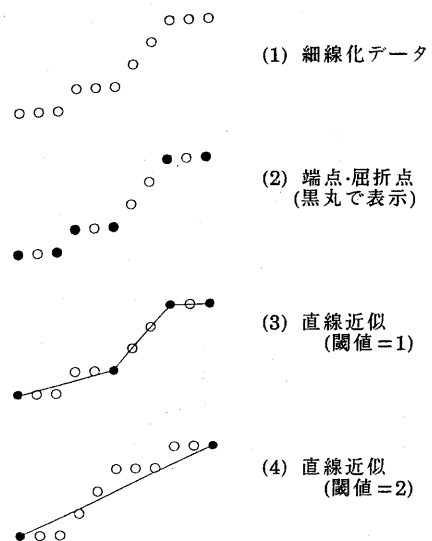 (1) 細線化データ
(2) 端点·屈折点
(黒丸で表示)
(3) 直線近似
(閾値=1)
(4) 直線近似
(閾値=2)